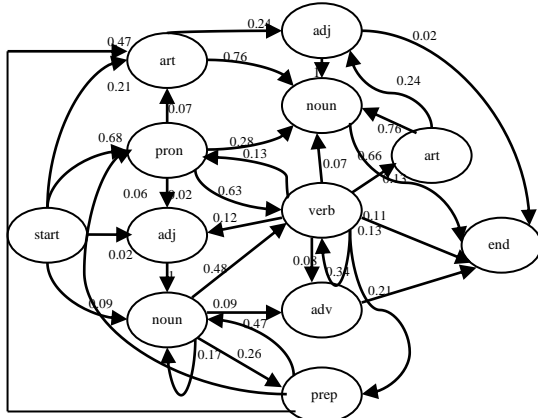 0.24
adj
0.02
0.47
art
0.76
1
0.21
0.24
noun
0.07
0.76
0.68
pron
0.28
0.13
0.66
art
0.07
0.13
0.06
0.02
0.63
verb
start
adj
0.12
0.11
0.02
0.13
end
1
0.48
0.08
0.34
0.09
noun
0.09
adv
0.21
0.47
0.17
0.26
prep